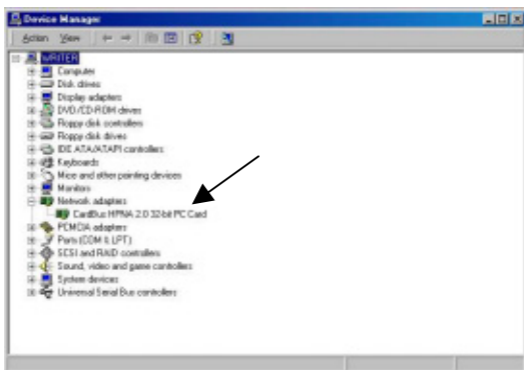 Device Manager
Action View
WRITER
Computer
Disk drives
Display adapters
DVD/CD-ROM drives
Floppy disk controllers
Floppy disk drives
IDE ATA/ATAPI controllers
Keyboards
Mice and other pointing devices
Monitors
Network adapters
CardBus HPNA 2.0 32-bit PC Card
PCMCIA adapters
Ports (COM & LPT)
SCSI and RAID controllers
Sound, video and game controllers
System devices
Universal Serial Bus controllers